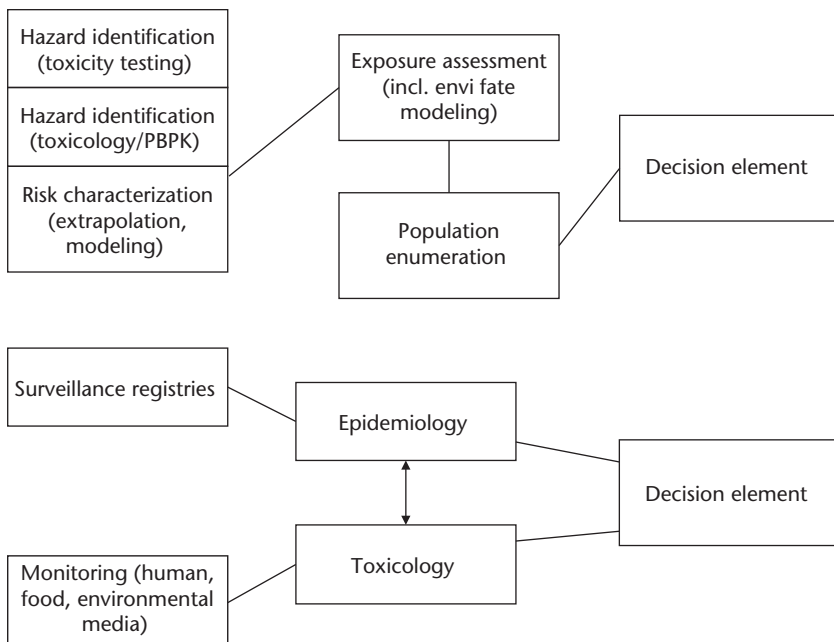 Hazard identification
(toxicity testing)
Hazard identification
(toxicology/PBPK)
Risk characterization
(extrapolation,
modeling)
Exposure assessment
(incl. envi fate
modeling)
Population
enumeration
Decision element
Surveillance registries
Epidemiology
Toxicology
Monitoring (human,
food, environmental
media)
Decision element